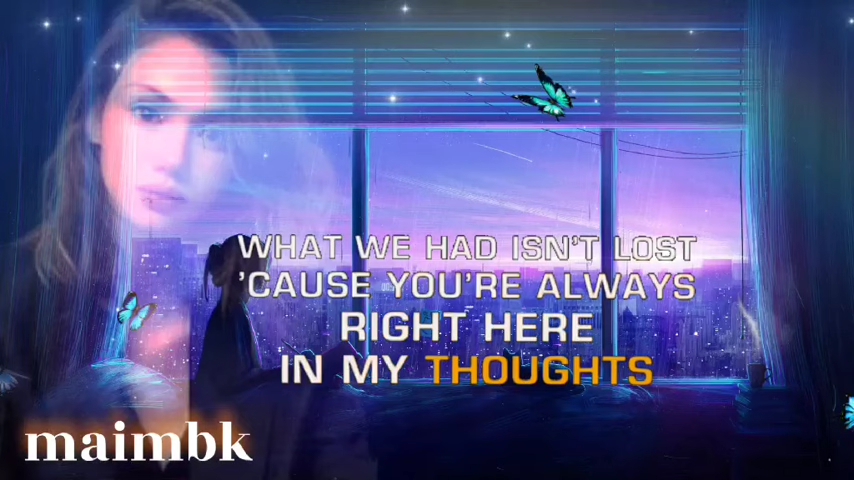 WHAT WE HAD ISN'T LOST
'CAUSE YOU'RE ALWAYS
RIGHT HERE
IN MY THOUGHTS
maimbk